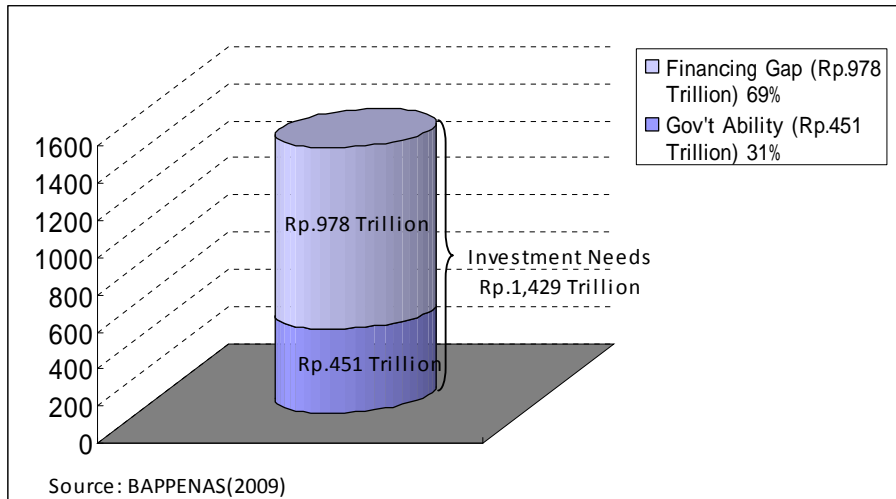 Financing Gap (Rp.978
Trillion) 69%
Gov't Ability (Rp.451
Trillion) 31%
1600
1400
1200
1000
800
600
400
200
0
Rp.978 Trillion
Rp.451 Trillion
Investment Needs
Rp.1,429 Trillion
Source: BAPPENAS(2009)